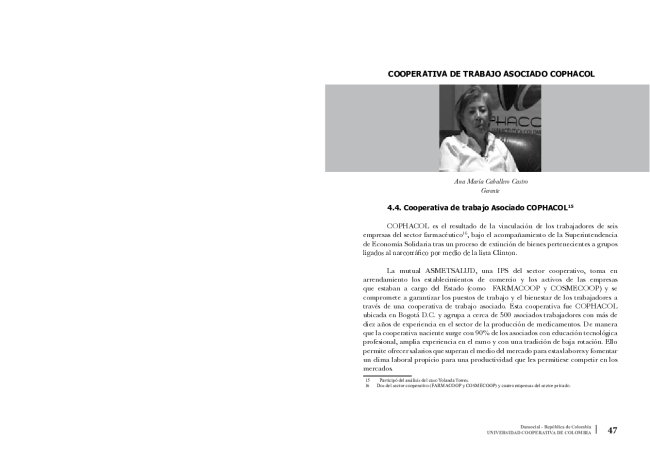 COOPERATIVA DE TRABAJO ASOCIADO COPHACOL
PHACO
Ana María Caballero Castro
Gerente
4.4. Cooperativa de trabajo Asociado COPHACOL15
COPHACOL es el resultado de la vinculación de los trabajadores de seis
empresas del sector farmacéutico16, bajo el acompañamiento de la Superintendencia
de Economía Solidaria tras un proceso de extinción de bienes pertenecientes a grupos
ligados al narcotráfico por medio de la lista Clinton.
La mutual ASMETSALUD, una IPS del sector cooperativo, toma en
arrendamiento los establecimientos de comercio y los activos de las empresas
que estaban a cargo del Estado (como FARMACOOP y COSMECOOP) y se
compromete a garantizar los puestos de trabajo y el bienestar de los trabajadores a
través de una cooperativa de trabajo asociado. Esta cooperativa fue COPHACOL
ubicada en Bogotá D.C. y agrupa a cerca de 500 asociados trabajadores con más de
diez años de experiencia en el sector de la producción de medicamentos. De manera
que la cooperativa naciente surge con 90% de los asociados con educación tecnológica
profesional, amplia experiencia en el ramo y con una tradición de baja rotación. Ello
permite ofrecer salarios que superan el medio del mercado para estas labores y fomentar
un clima laboral propicio para una productividad que les permitiese competir en los
mercados.
15 Participó del análisis del caso Yolanda Torres.
16 Dos del sector cooperativo (FARMACOOP y COSMECOOP) y cuatro empresas del sector privado.
Dansocial - República de Colombia
UNIVERSIDAD COOPERATIVA DE COLOMBIA
47